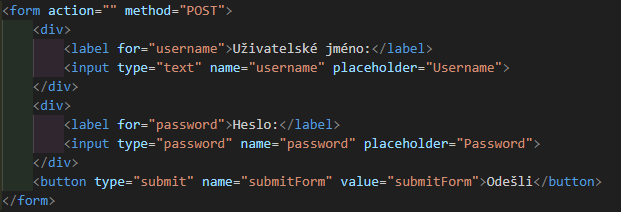 <form action="" method="POST">
    <div>
        <label for="username">Uživatelské jméno:</label>
        <input type="text" name="username" placeholder="Username">
    </div>
    <div>
        <label for="password">Heslo:</label>
        <input type="password" name="password" placeholder="Password">
    </div>
    <button type="submit" name="submitForm" value="submitForm">Odešli</button>
</form>